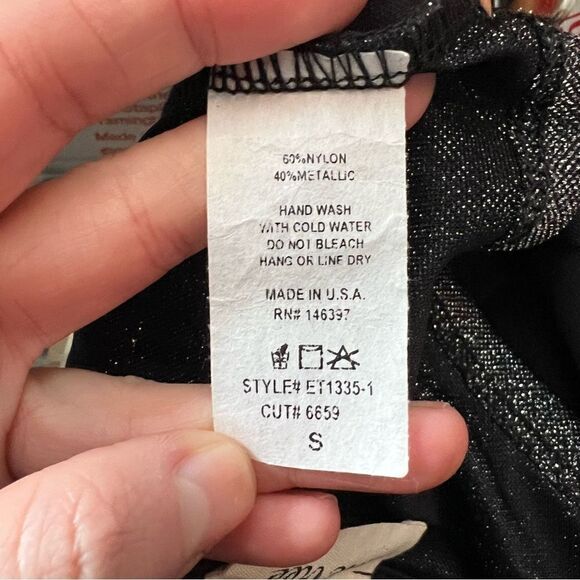 60%NYLON
40%METALLIC
HAND WASH
WITH COLD WATER
DO NOT BLEACH
HANG OR LINE DRY
MADE IN U.S.A.
RN# 146397
STYLE# ET1335-1
CUT# 6659
S
Made